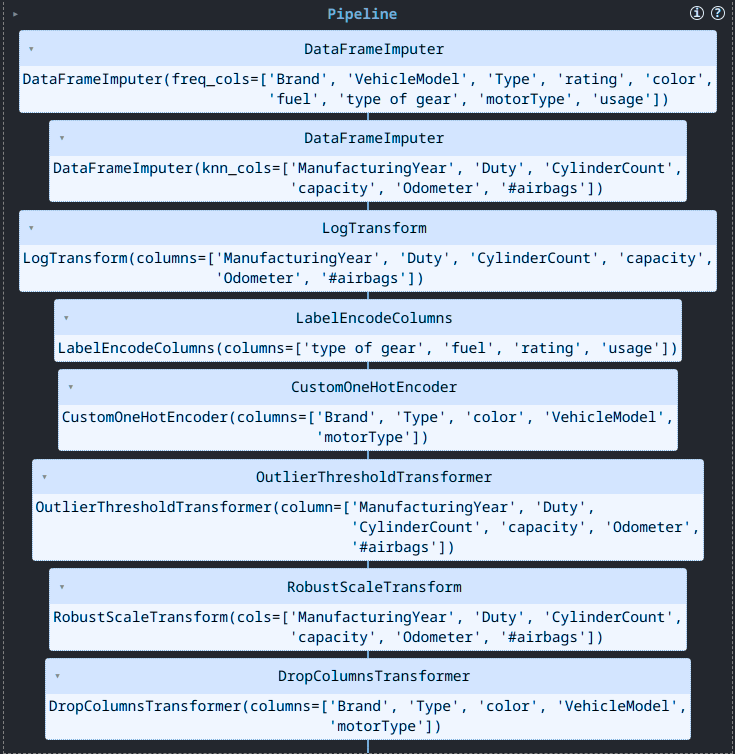 Pipeline
DataFrameImputer
DataFrameImputer(freq_cols=['Brand', 'VehicleModel', 'Type', 'rating', 'color',
'fuel', 'type of gear', 'motorType', 'usage'])
DataFrameImputer
DataFrameImputer(knn_cols=['ManufacturingYear', 'Duty', 'CylinderCount',
'capacity', 'Odometer', '#airbags'])
LogTransform
LogTransform(columns=['ManufacturingYear', 'Duty', 'CylinderCount', 'capacity',
'Odometer', '#airbags'])
LabelEncodeColumns
LabelEncodeColumns(columns=['type of gear', 'fuel', 'rating', 'usage'])
CustomOneHotEncoder
CustomOneHotEncoder(columns=['Brand', 'Type', 'color', 'VehicleModel',
'motorType'])
OutlierThresholdTransformer
OutlierThresholdTransformer(column=['ManufacturingYear', 'Duty',
'CylinderCount', 'capacity', 'Odometer',
'#airbags'])
RobustScaleTransform
RobustScaleTransform(cols=['ManufacturingYear', 'Duty', 'CylinderCount',
'capacity', 'Odometer', '#airbags'])
DropColumnsTransformer
DropColumnsTransformer(columns=['Brand', 'Type', 'color', 'VehicleModel',
'motorType'])